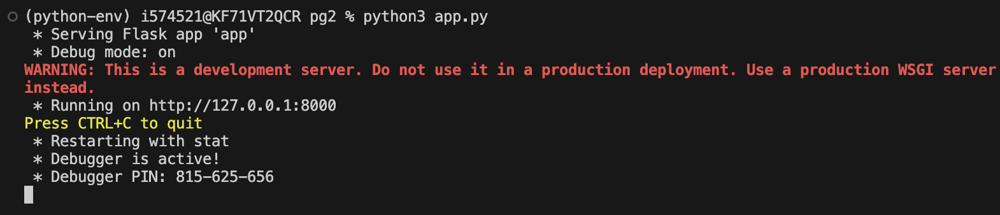 (python-env) i574521@KF71VT2QCR pg2 % python3 app.py
* Serving Flask app 'app'
* Debug mode: on
WARNING: This is a development server. Do not use it in a production deployment. Use a production WSGI server
instead.
* Running on http://127.0.0.1:8000
Press CTRL+C to quit
* Restarting with stat
* Debugger is active!
* Debugger PIN: 815-625-656